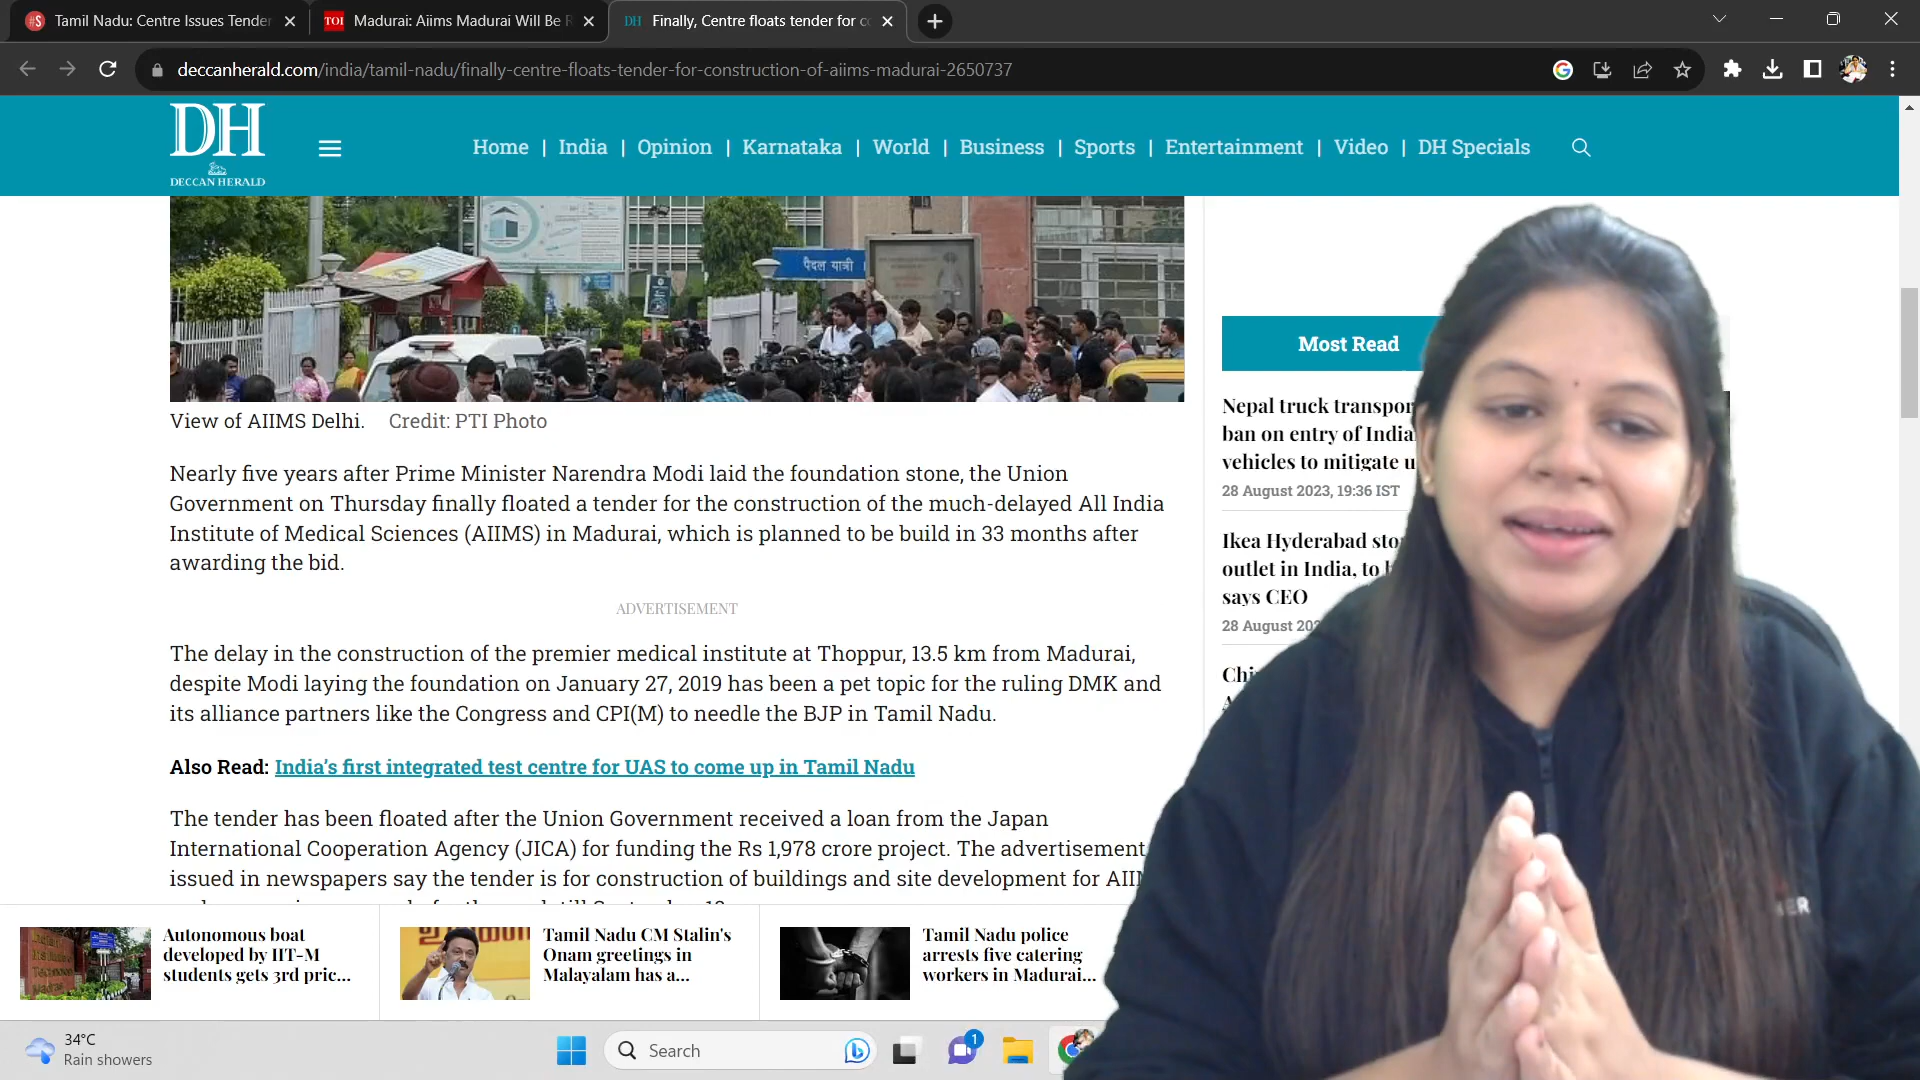 Tamil Nadu: Centre Issues Tender
TOI Madurai: Aiims Madurai Will Be
DH Finally, Centre floats tender for
deccanherald.com/india/tamil-nadu/finally-centre-floats-tender-for-construction-of-aiims-madurai-2650737
DH
DECCAN HERALD
Home | India | Opinion | Karnataka | World | Business | Sports | Entertainment | Video | DH Specials
पैदल यात्री
View of AIIMS Delhi. Credit: PTI Photo
Nearly five years after Prime Minister Narendra Modi laid the foundation stone, the Union
Government on Thursday finally floated a tender for the construction of the much-delayed All India
Institute of Medical Sciences (AIIMS) in Madurai, which is planned to be build in 33 months after
awarding the bid.
ADVERTISEMENT
The delay in the construction of the premier medical institute at Thoppur, 13.5 km from Madurai,
despite Modi laying the foundation on January 27, 2019 has been a pet topic for the ruling DMK and
its alliance partners like the Congress and CPI(M) to needle the BJP in Tamil Nadu.
Also Read: India's first integrated test centre for UAS to come up in Tamil Nadu
The tender has been floated after the Union Government received a loan from the Japan
International Cooperation Agency (JICA) for funding the Rs 1,978 crore project. The advertisement
issued in newspapers say the tender is for construction of buildings and site development for
Most Read
Nepal truck
ban on entry of
vehicles to mitigate
28 August 2023, 19:36 IST
Ikea Hyderabad
outlet in India, to
says CEO
28 August
Autonomous boat
developed by IIT-M
students gets 3rd pric...
Tamil Nadu CM Stalin's
Onam greetings in
Malayalam has a...
Tamil Nadu police
arrests five catering
workers in Madurai...
34°C
Rain showers
Search
1